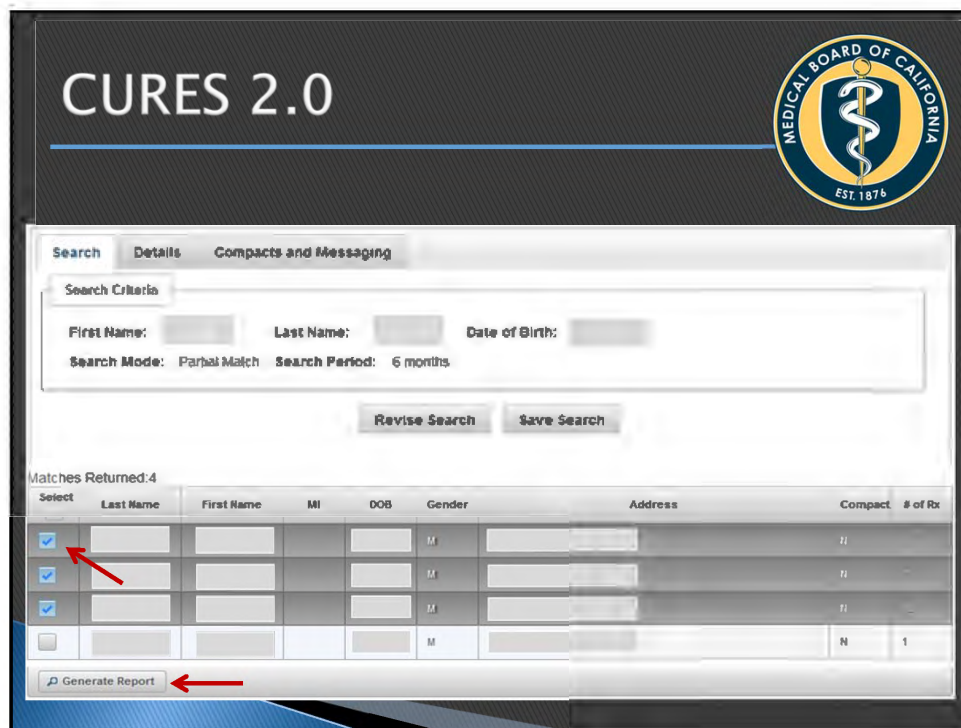 CURES 2.0
MEDICAL BOARD OF CALIFORNIA
EST. 1876
Search Details Compacts and Messaging
Search Criteria
First Name: Last Name: Date of Birth:
Search Mode: Partial Match Search Period: 6 months
Revise Search Save Search
Matches Returned:4
Select Last Name First Name MI DOB Gender Address Compact # of Rx
M N
M N
M N
M N 1
Generate Report